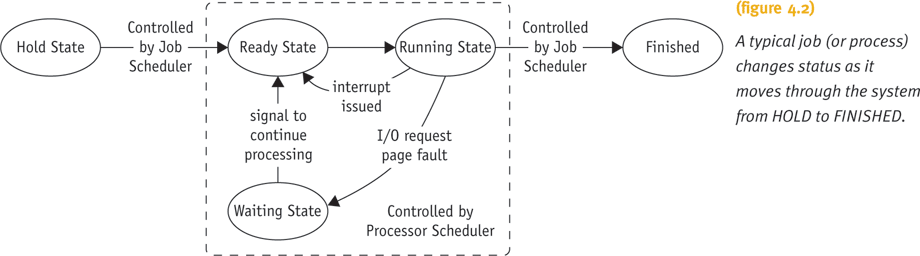 Hold State
Controlled
by Job
Scheduler
Ready State
Running State
Controlled
by Job
Scheduler
Finished
interrupt
issued
signal to
continue
processing
I/O request
page fault
Waiting State
Controlled by
Processor Scheduler
(figure 4.2)
A typical job (or process)
changes status as it
moves through the system
from HOLD to FINISHED.